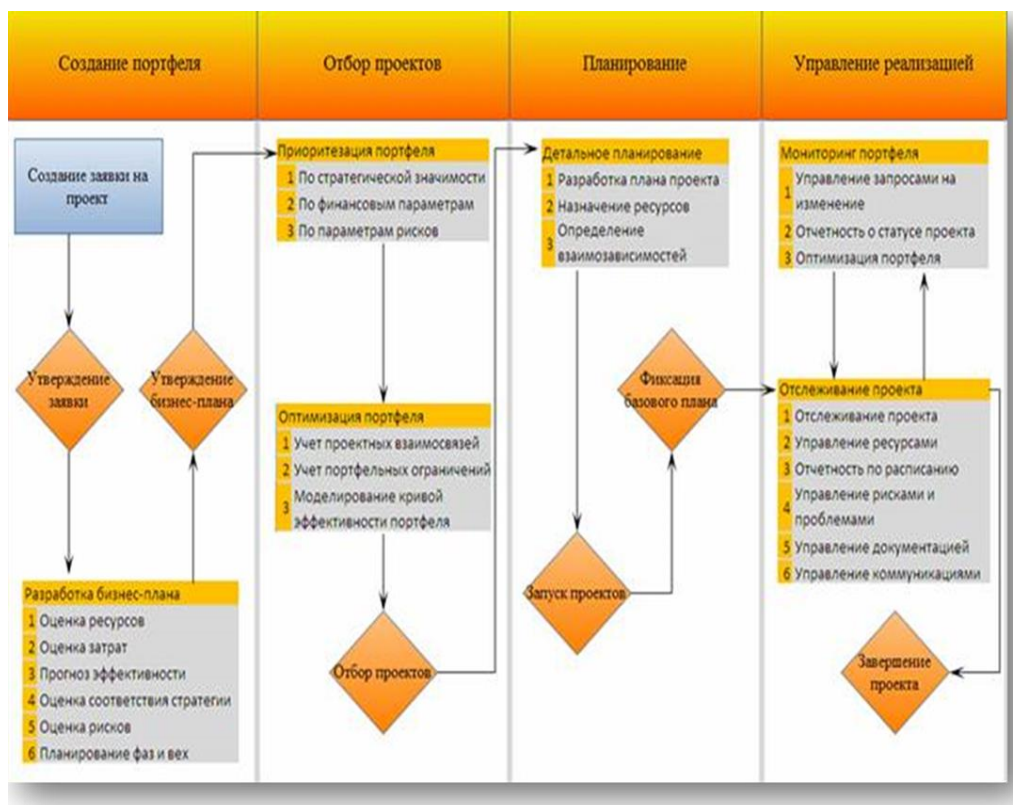 Создание портфеля
Отбор проектов
Планирование
Управление реализацией
Создание заявки на
проект
Утверждение
заявки
Утверждение
бизнес-плана
Разработка бизнес-плана
1 Оценка ресурсов
2 Оценка затрат
3 Прогноз эффективности
4 Оценка соответствия стратегии
5 Оценка рисков
6 Планирование фаз и вех
Приоритезация портфеля
1 По стратегической значимости
2 По финансовым параметрам
3 По параметрам рисков
Оптимизация портфеля
1 Учет проектных взаимосвязей
2 Учет портфельных ограничений
3 Моделирование кривой
эффективности портфеля
Отбор проектов
Детальное планирование
1 Разработка плана проекта
2 Назначение ресурсов
3 Определение
взаимозависимостей
Запуск проектов
Фиксация
базового плана
Мониторинг портфеля
1 Управление запросами на
изменение
2 Отчетность о статусе проекта
3 Оптимизация портфеля
Отслеживание проекта
1 Отслеживание проекта
2 Управление ресурсами
3 Отчетность по расписанию
4 Управление рисками и
проблемами
5 Управление документацией
6 Управление коммуникациями
Завершение
проекта